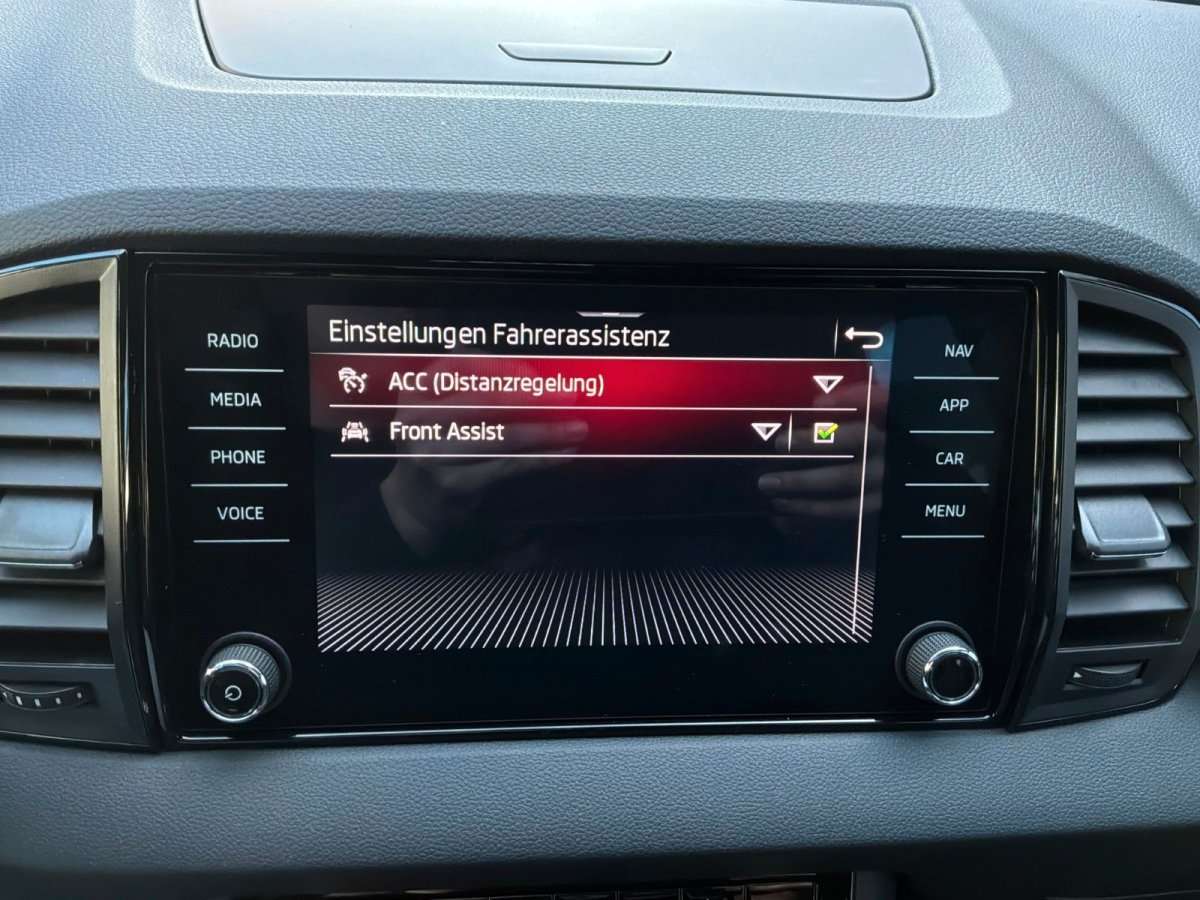 Einstellungen Fahrerassistenz
ACC (Distanzregelung)
Front Assist
RADIO
MEDIA
PHONE
VOICE
NAV
APP
CAR
MENU